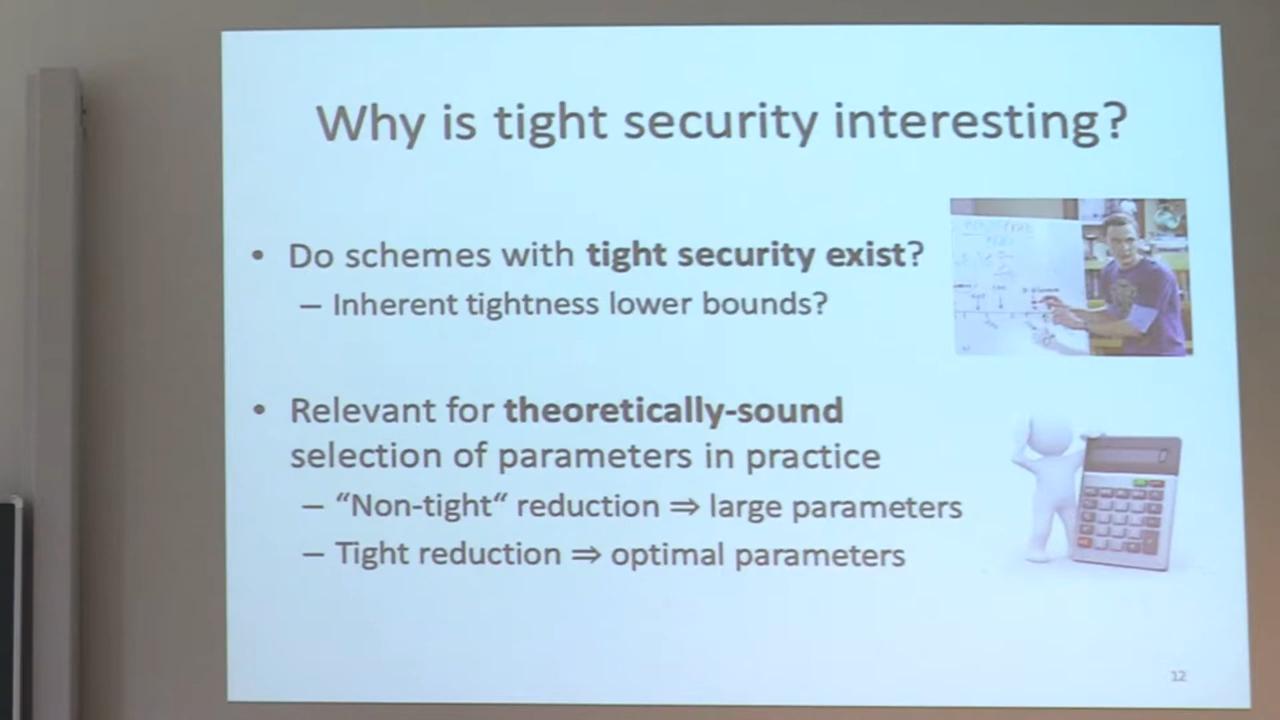 Why is tight security interesting?
• Do schemes with tight security exist?
– Inherent tightness lower bounds?
• Relevant for theoretically-sound
selection of parameters in practice
– “Non-tight“ reduction ⇒ large parameters
– Tight reduction ⇒ optimal parameters
12